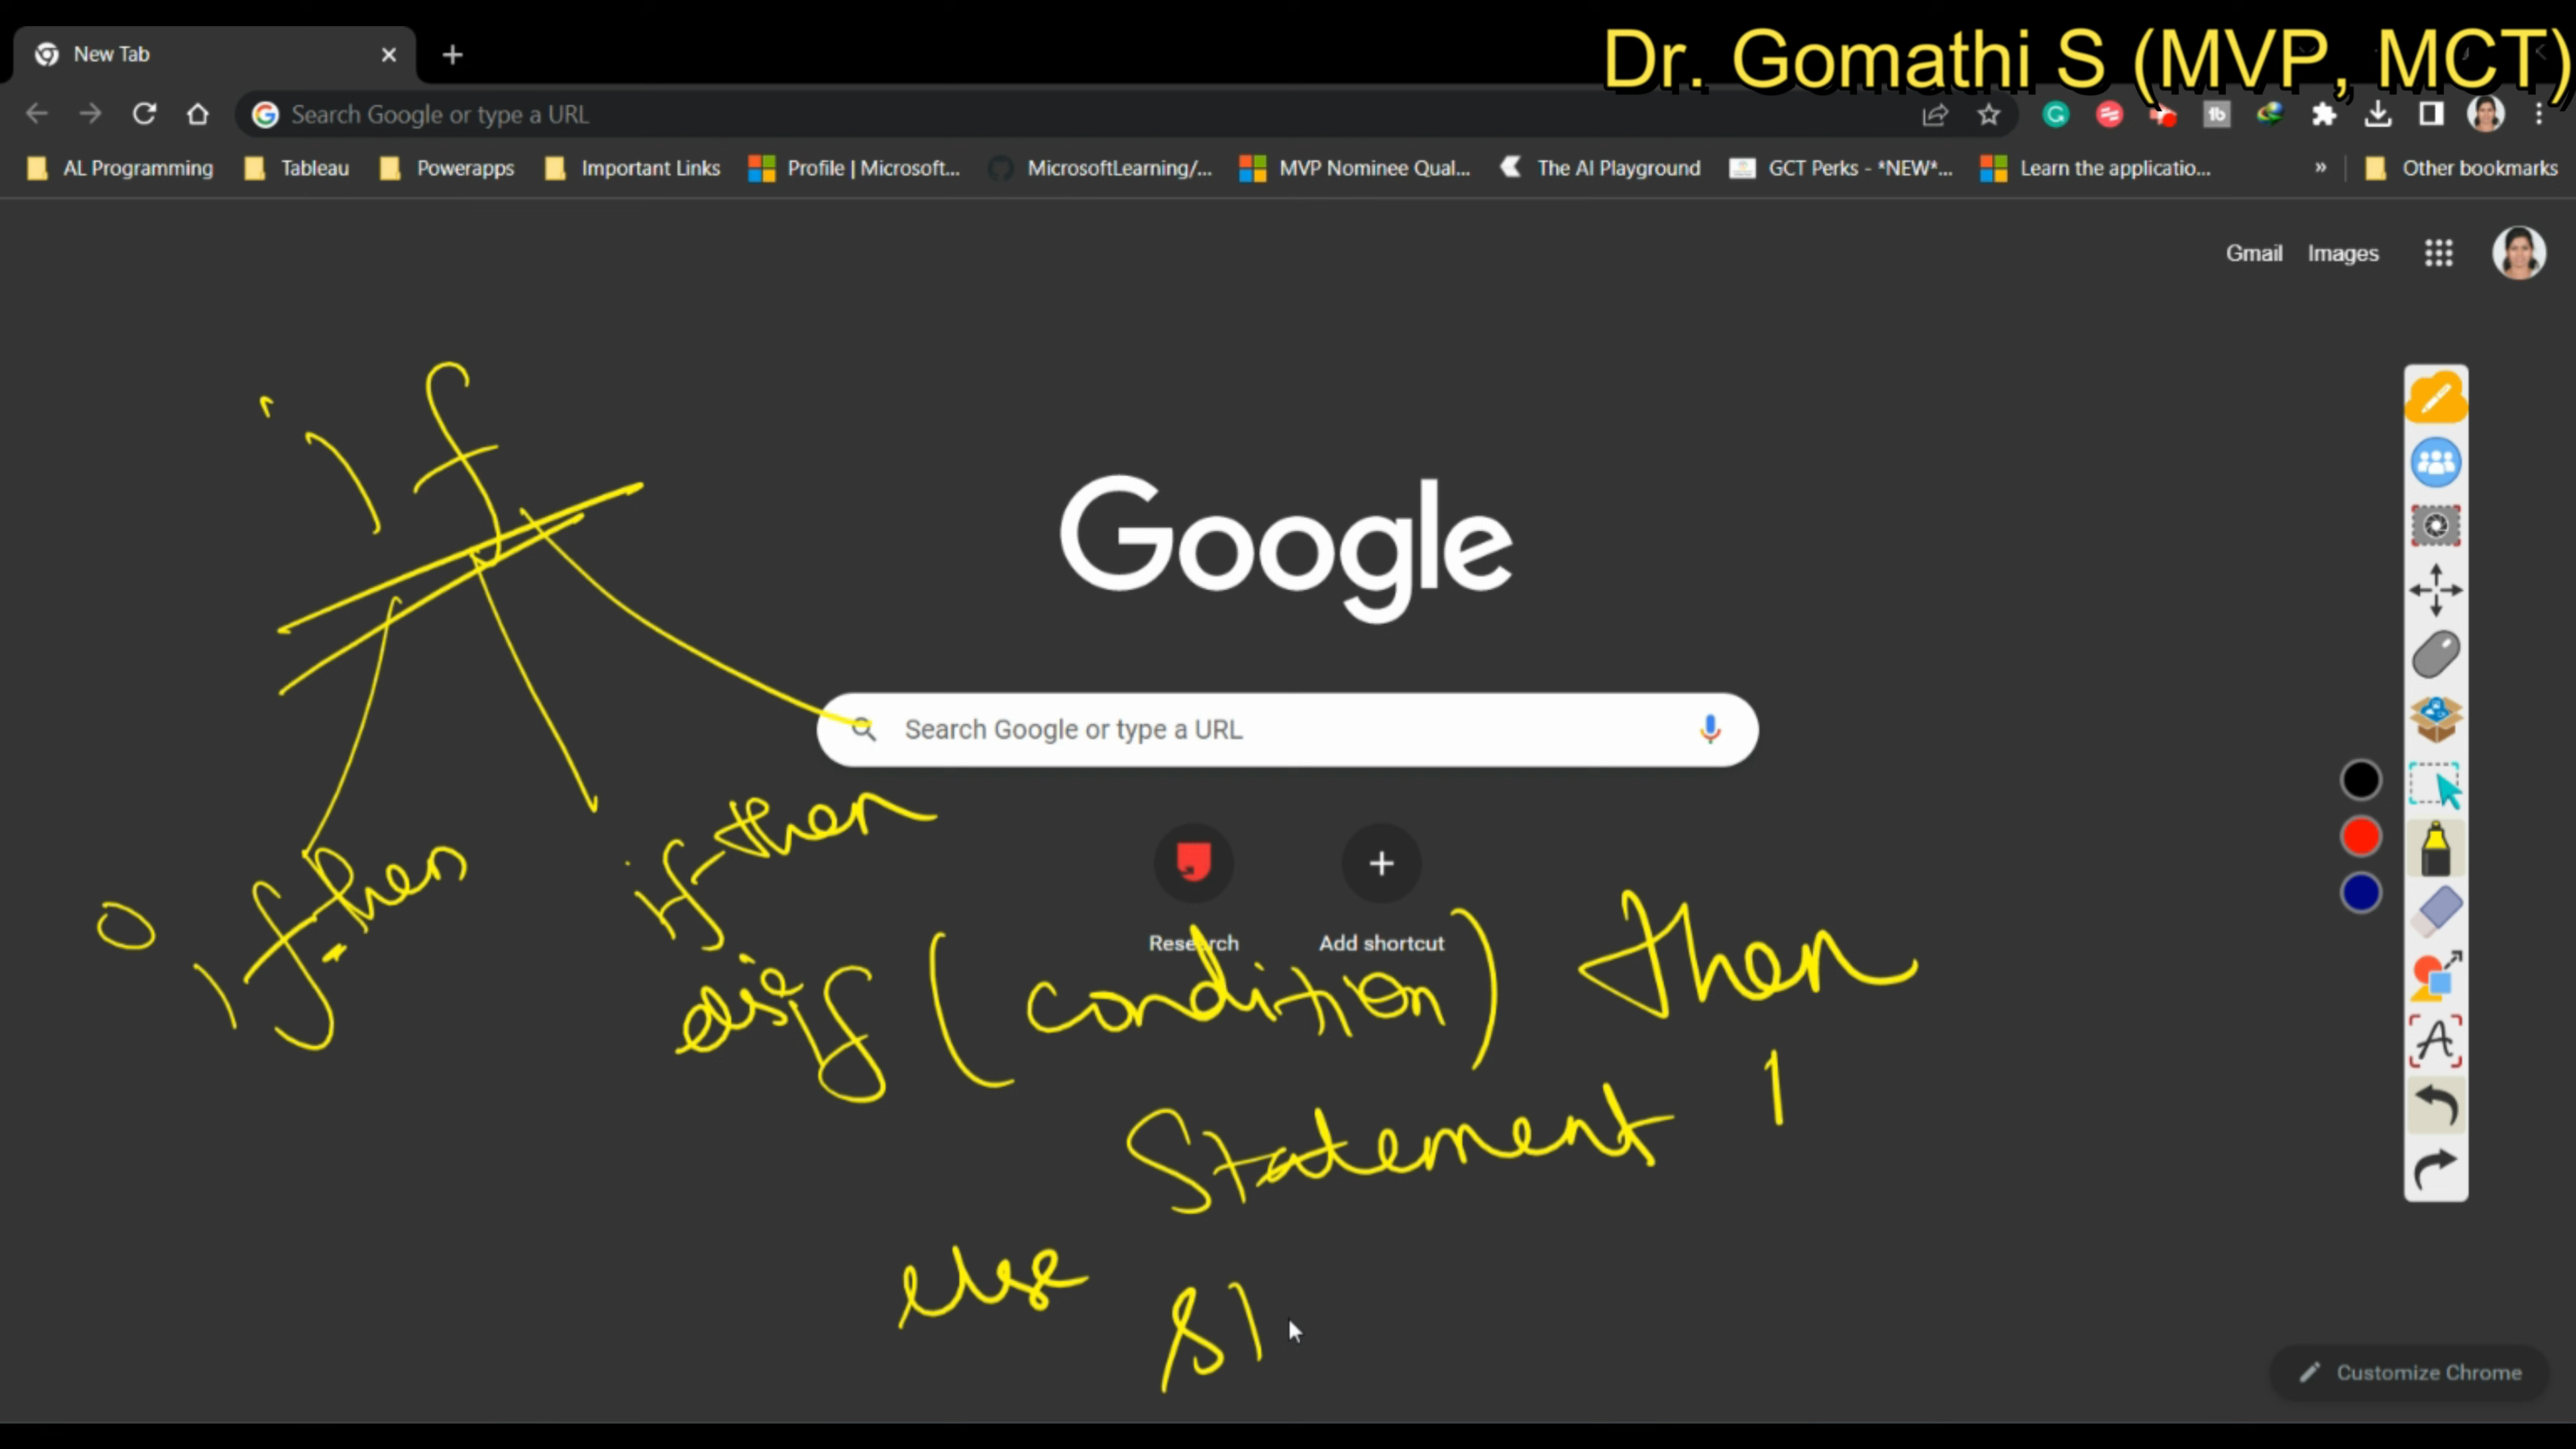 New Tab
Dr. Gomathi S (MVP, MCT)
Search Google or type a URL
AL Programming Tableau Powerapps Important Links Profile | Microsoft... MicrosoftLearning/... MVP Nominee Qual... The AI Playground GCT Perks - *NEW*... Learn the applicatio... » Other bookmarks
Gmail Images
if
Google
Search Google or type a URL
if-then
if-then
else
Research Add shortcut
if (condition) then
Statement 1
else
Customize Chrome